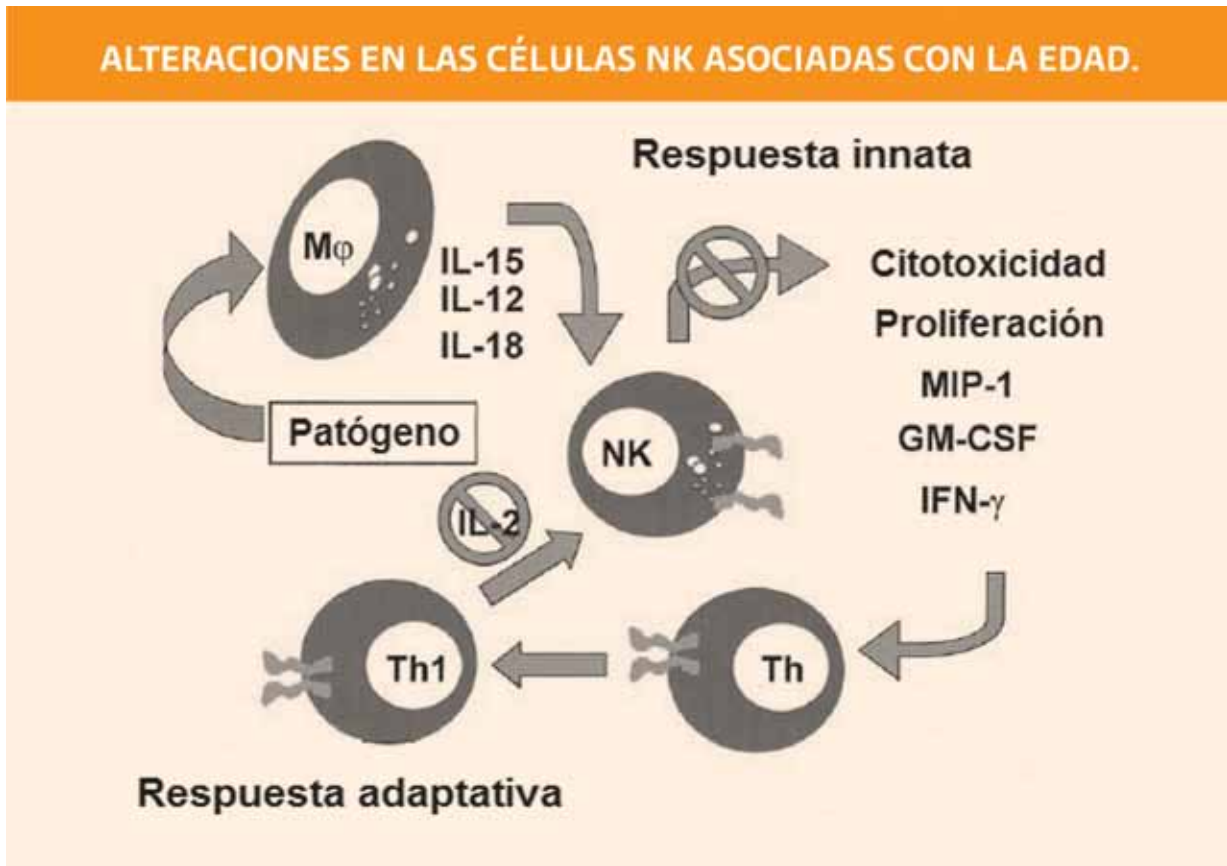 ALTERACIONES EN LAS CÉLULAS NK ASOCIADAS CON LA EDAD.
Respuesta innata
Mφ
IL-15
IL-12
IL-18
Citotoxicidad
Proliferación
MIP-1
GM-CSF
IFN-γ
Patógeno
NK
IL-2
Th1
Th
Respuesta adaptativa